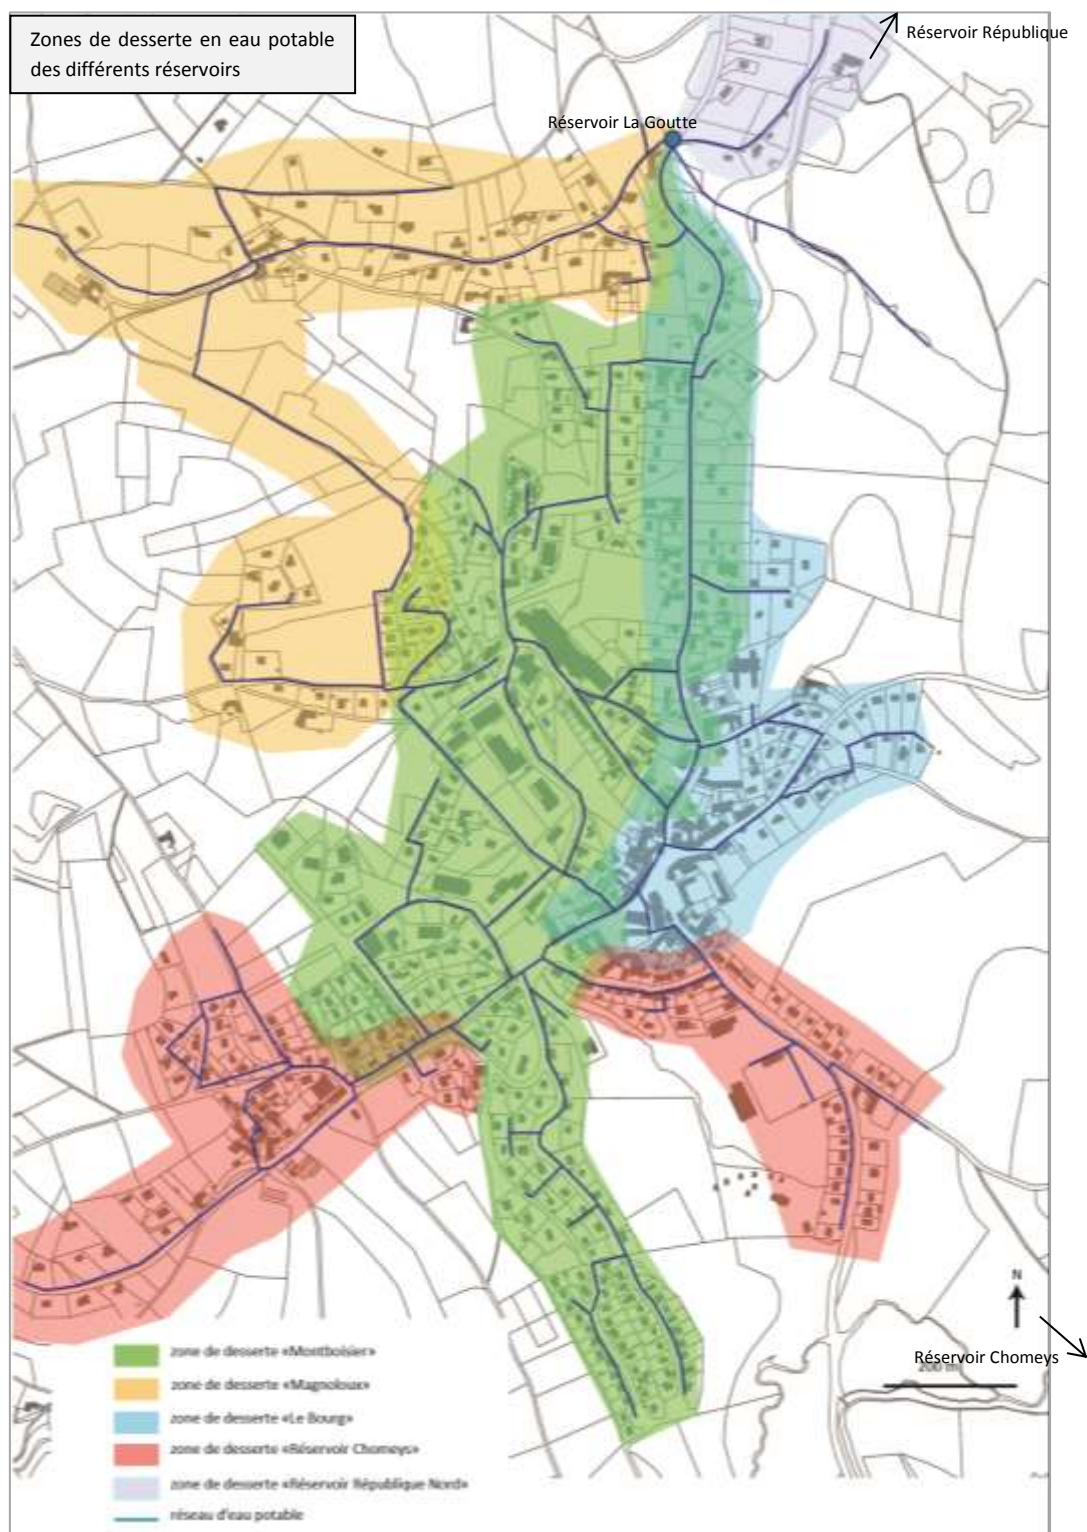 Zones de desserte en eau potable
des différents réservoirs
Réservoir République
Réservoir La Goutte
N
Réservoir Chomeys
200 m
zone de desserte «Montboisier»
zone de desserte «Magnoloux»
zone de desserte «Le Bourg»
zone de desserte «Réservoir Chomeys»
zone de desserte «Réservoir République Nord»
réseau d'eau potable